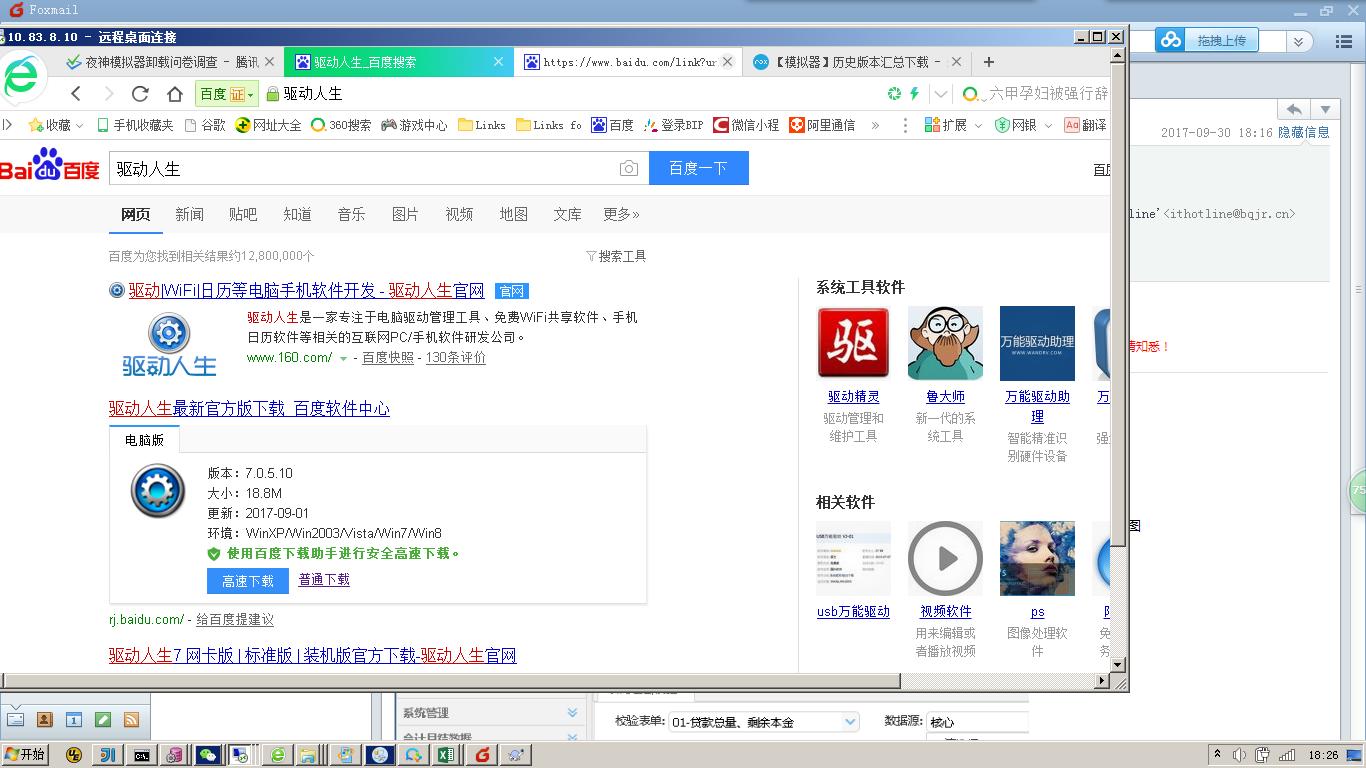 Foxmail
10.83.8.10 - 远程桌面连接
夜神模拟器卸载问卷调查 - 腾讯
驱动人生_百度搜索
https://www.baidu.com/link?ur
【模拟器】历史版本汇总下载 -
拖拽上传
百度
证
驱动人生
六甲孕妇被强行辞
收藏
手机收藏夹
谷歌
网址大全
360搜索
游戏中心
Links
Links fo
百度
登录BIP
微信小程
阿里通信
»
扩展
网银
翻译
2017-09-30 18:16 隐藏信息
Bai du 百度
驱动人生
百度一下
line'<ithotline@bqjr.cn>
网页
新闻
贴吧
知道
音乐
图片
视频
地图
文库
更多»
百度为您找到相关结果约12,800,000个
搜索工具
驱动|WiFi|日历等电脑手机软件开发 - 驱动人生官网 官网
驱动人生
驱动人生是一家专注于电脑驱动管理工具、免费WiFi共享软件、手机
日历软件等相关的互联网PC/手机软件研发公司。
www.160.com/ - 百度快照 - 130条评价
驱动人生最新官方版下载_百度软件中心
电脑版
版本：7.0.5.10
大小：18.8M
更新：2017-09-01
环境：WinXP/Win2003/Vista/Win7/Win8
使用百度下载助手进行安全高速下载。
高速下载
普通下载
rj.baidu.com/ - 给百度提建议
驱动人生7 网卡版 | 标准版 | 装机版官方下载-驱动人生官网
系统工具软件
驱
万能驱动助理
WWW.WANDRV.COM
驱动精灵
驱动管理和
维护工具
鲁大师
新一代的系
统工具
万能驱动助
理
智能精准识
别硬件设备
万
强
情知悉！
相关软件
usb万能驱动
视频软件
用来编辑或
者播放视频
ps
图像处理软
件
免
务
图
75
系统管理
校验表单:
01-贷款总量、剩余本金
数据源:
核心
开始
18:26